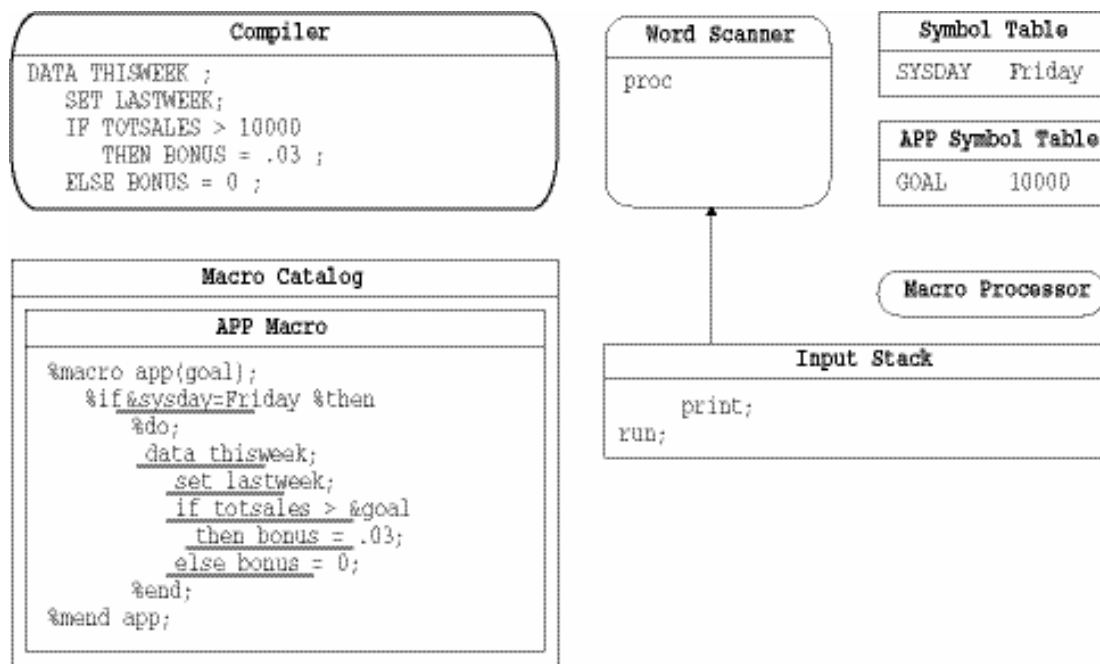 Compiler
DATA THISWEEK ;
SET LASTWEEK;
IF TOTSALES > 10000
THEN BONUS = .03 ;
ELSE BONUS = 0 ;
Word Scanner
proc
Symbol Table
SYSDAY Friday
APP Symbol Table
GOAL 10000
Macro Catalog
APP Macro
%macro app(goal);
%if&sysday=Friday %then
%do;
data thisweek;
set lastweek;
if totsales > &goal
then bonus = .03;
else bonus = 0;
%end;
%mend app;
Macro Processor
Input Stack
print;
run;